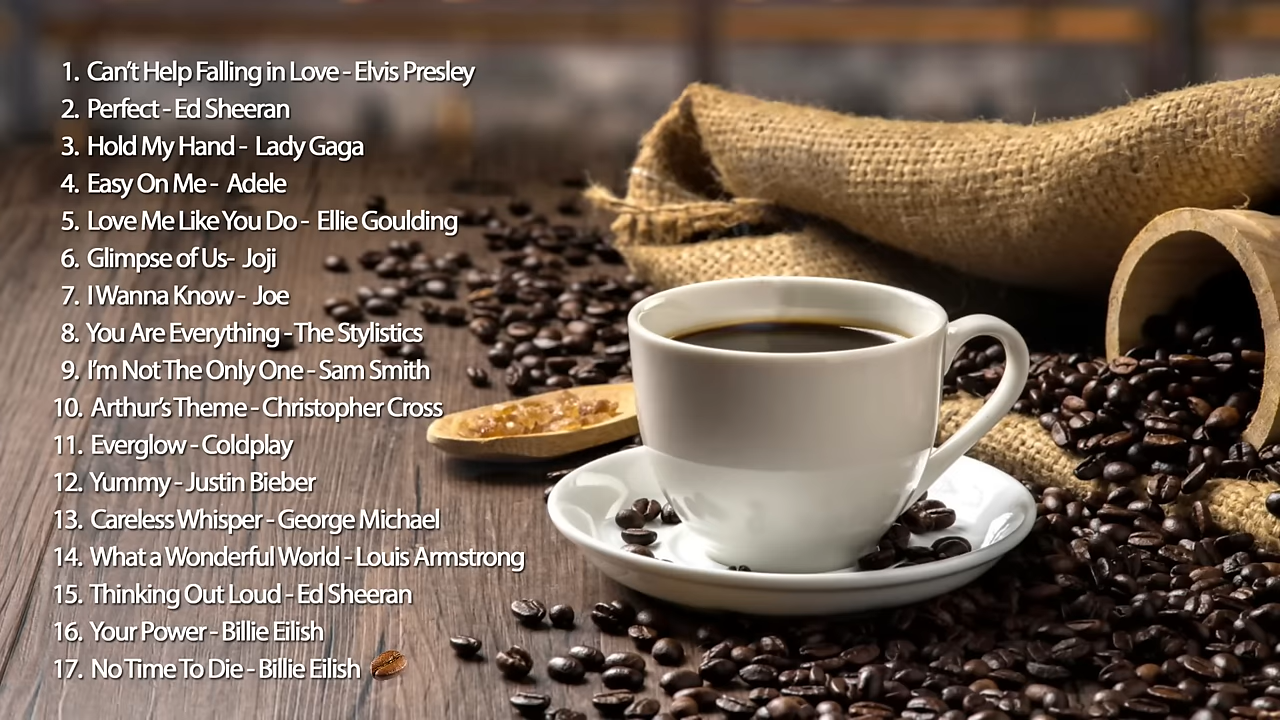 1. Can't Help Falling in Love - Elvis Presley
2. Perfect - Ed Sheeran
3. Hold My Hand - Lady Gaga
4. Easy On Me - Adele
5. Love Me Like You Do - Ellie Goulding
6. Glimpse of Us- Joji
7. I Wanna Know - Joe
8. You Are Everything - The Stylistics
9. I'm Not The Only One - Sam Smith
10. Arthur's Theme - Christopher Cross
11. Everglow - Coldplay
12. Yummy - Justin Bieber
13. Careless Whisper - George Michael
14. What a Wonderful World - Louis Armstrong
15. Thinking Out Loud - Ed Sheeran
16. Your Power - Billie Eilish
17. No Time To Die - Billie Eilish